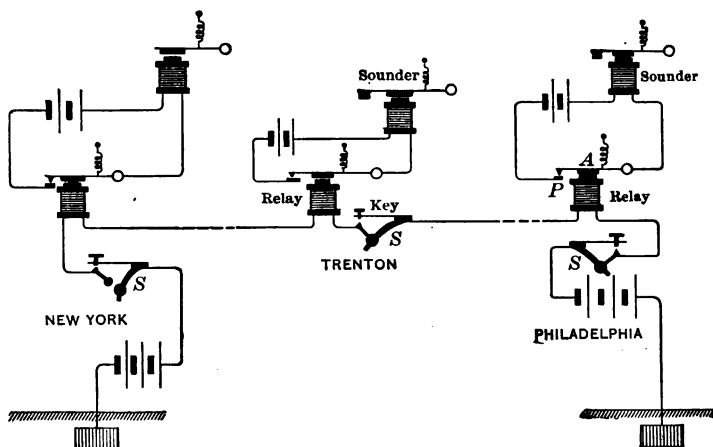 Sounder
Sounder
A
P
Relay
Relay
Key
S
TRENTON
S
S
NEW YORK
PHILADELPHIA